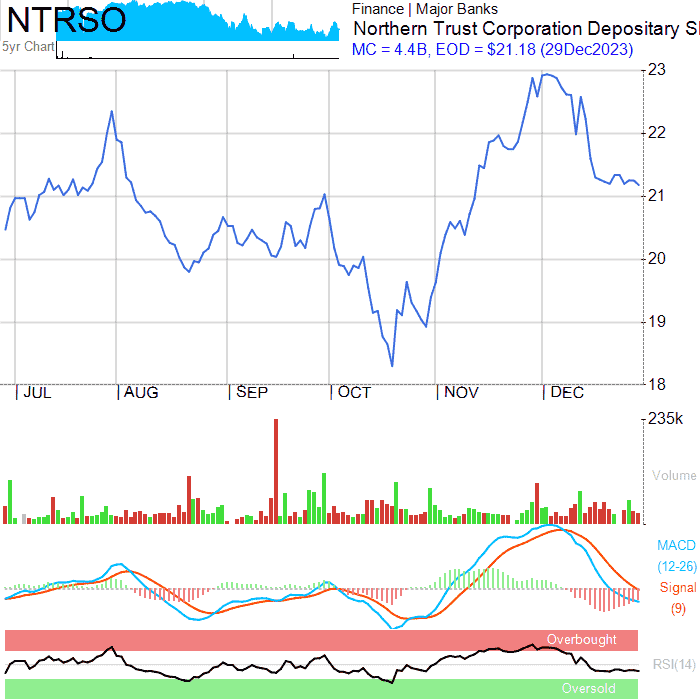 NTRSO
5yr Chart
Finance | Major Banks
Northern Trust Corporation Depositary
MC = 4.4B, EOD = $21.18 (29Dec2023)
23
22
21
20
19
18
JUL AUG SEP OCT NOV DEC
235k
Volume
MACD
(12-26)
Signal
(9)
Overbought
RSI(14)
Oversold